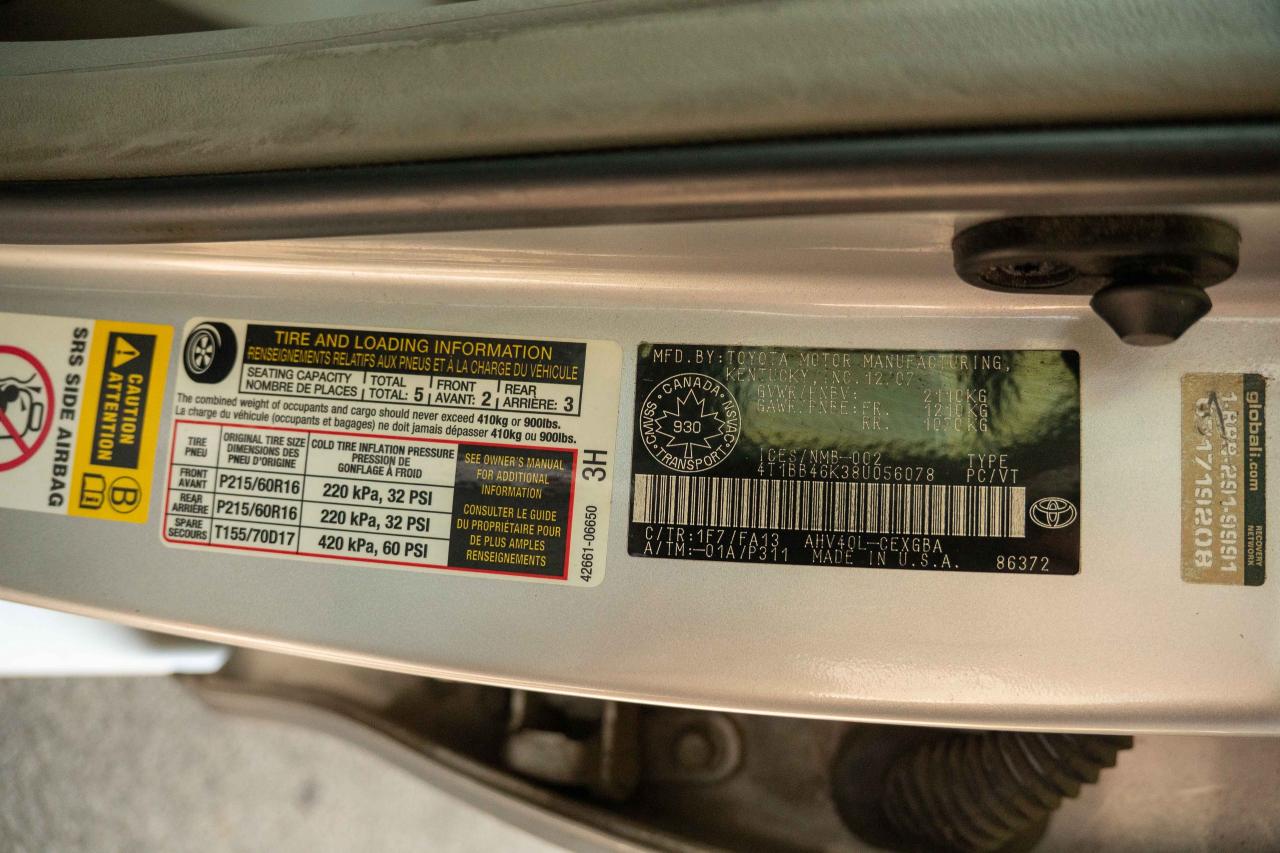 CAUTION
ATTENTION
B
SRS SIDE AIRBAG
TIRE AND LOADING INFORMATION
RENSEIGNEMENTS RELATIFS AUX PNEUS ET À LA CHARGE DU VÉHICULE
SEATING CAPACITY
NOMBRE DE PLACES
TOTAL
TOTAL: 5
FRONT
AVANT: 2
REAR
ARRIÈRE: 3
The combined weight of occupants and cargo should never exceed 410kg or 900lbs.
La charge du véhicule (occupants et bagages) ne doit jamais dépasser 410kg or 900lbs.
TIRE
PNEU
ORIGINAL TIRE SIZE
DIMENSIONS DES
PNEU D'ORIGINE
COLD TIRE INFLATION PRESSURE
PRESSION DE
GONFLAGE À FROID
FRONT
AVANT
P215/60R16
220 kPa, 32 PSI
REAR
ARRIÈRE
P215/60R16
220 kPa, 32 PSI
SPARE
SECOURS
T155/70D17
420 kPa, 60 PSI
SEE OWNER'S MANUAL
FOR ADDITIONAL
INFORMATION
CONSULTER LE GUIDE
DU PROPRIÉTAIRE POUR
DE PLUS AMPLES
RENSEIGNEMENTS
3H
42661-06650
MFD. BY: TOYOTA MOTOR MANUFACTURING,
KENTUCKY, INC. 12/07
GVWR/PNBV: 2110KG
GAWR/PNBE: FR. 1210KG
RR. KG
CANADA
CMVSS NSVAC
930
TRANSPORT
ICES/NMB-002 TYPE
4T1BB46K38U056078 PC/VT
C/TR:1F7/FA13 AHV40L-CEXGBA
A/TM:-01A/P311 MADE IN U.S.A. 86372
globali.com
RECOVERY
NETWORK